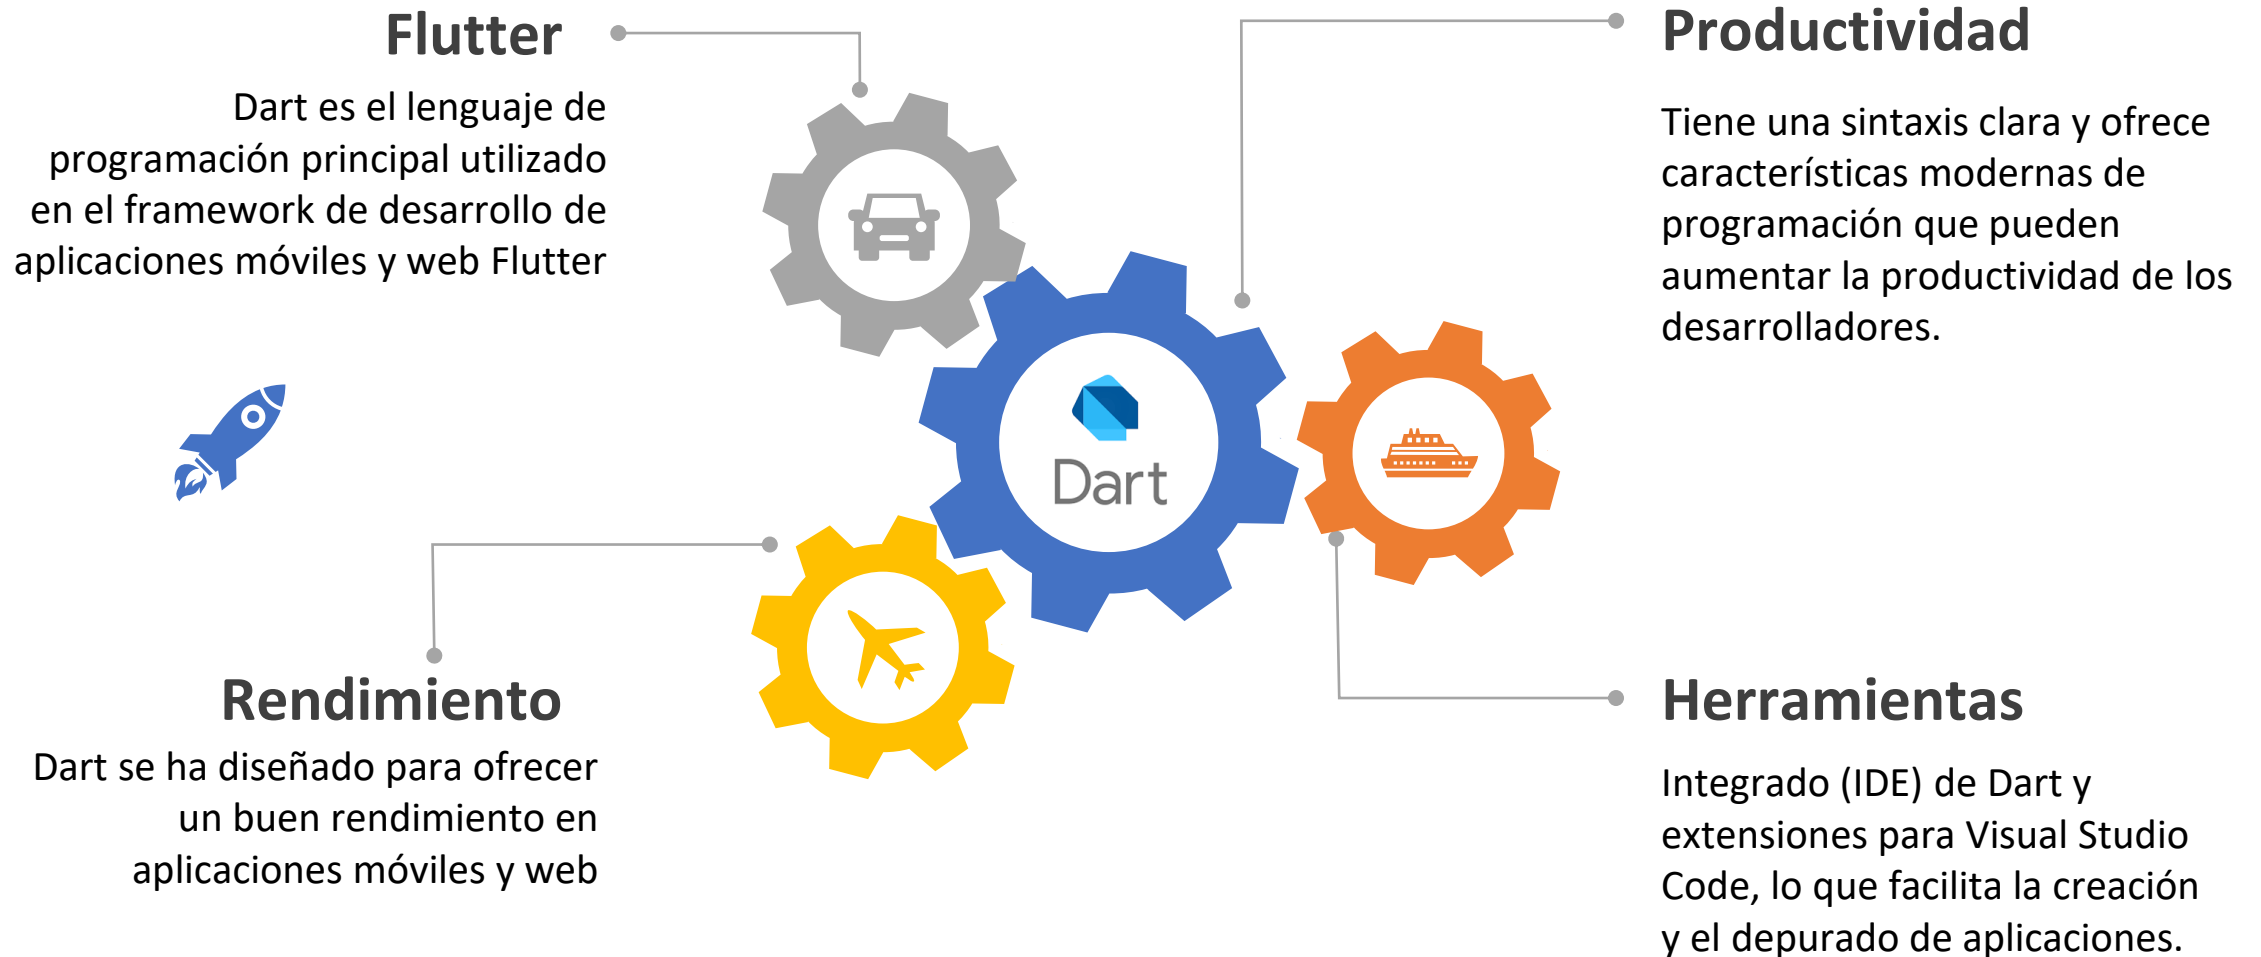 Flutter
Dart es el lenguaje de
programación principal utilizado
en el framework de desarrollo de
aplicaciones móviles y web Flutter
Productividad
Tiene una sintaxis clara y ofrece
características modernas de
programación que pueden
aumentar la productividad de los
desarrolladores.
Dart
Rendimiento
Dart se ha diseñado para ofrecer
un buen rendimiento en
aplicaciones móviles y web
Herramientas
Integrado (IDE) de Dart y
extensiones para Visual Studio
Code, lo que facilita la creación
y el depurado de aplicaciones.